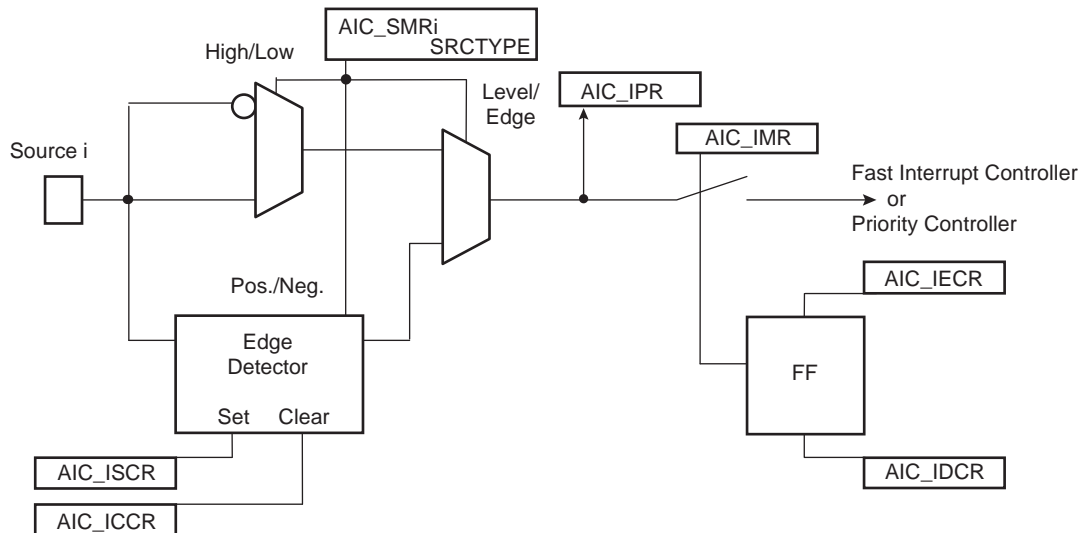 AIC_SMRi
SRCTYPE
High/Low
Level/
Edge
AIC_IPR
AIC_IMR
Source i
Fast Interrupt Controller
or
Priority Controller
Pos./Neg.
AIC_IECR
Edge
Detector
FF
Set Clear
AIC_ISCR
AIC_IDCR
AIC_ICCR